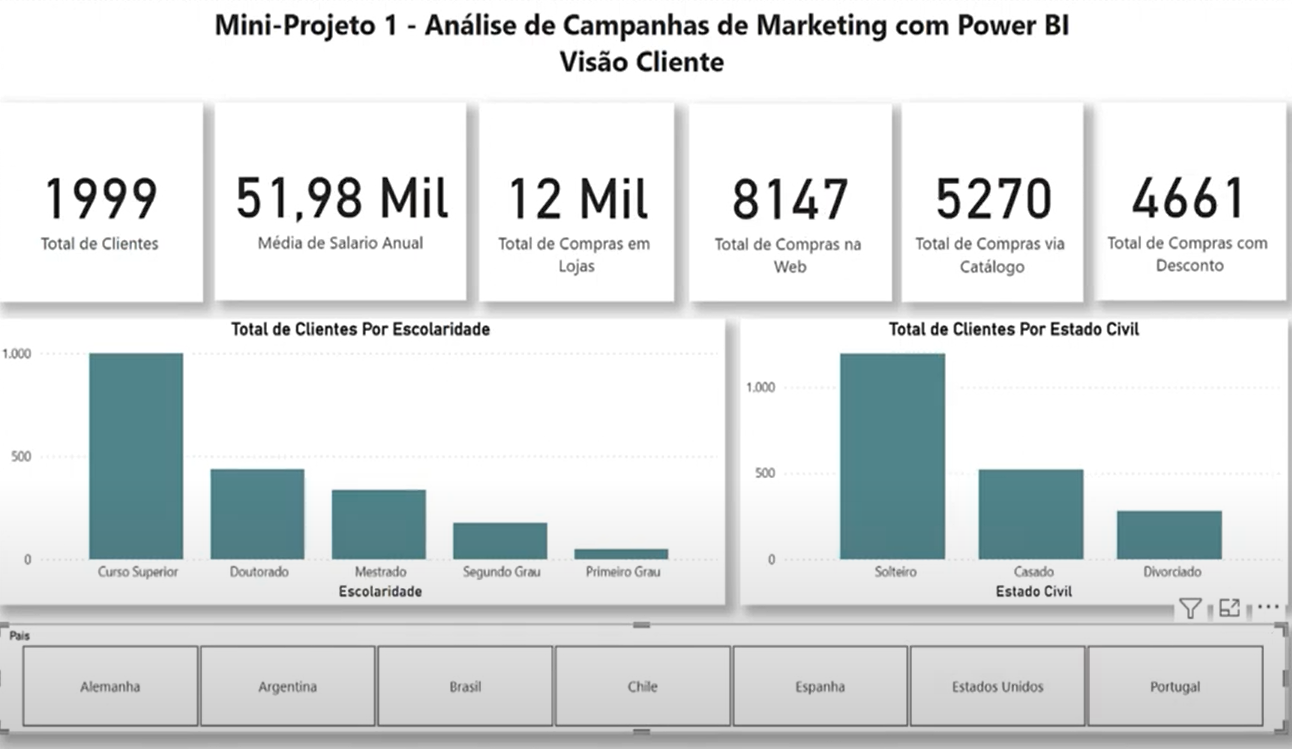 Mini-Projeto 1 - Análise de Campanhas de Marketing com Power BI
Visão Cliente
1999
Total de Clientes
51,98 Mil
Média de Salario Anual
12 Mil
Total de Compras em
Lojas
8147
Total de Compras na
Web
5270
Total de Compras via
Catálogo
4661
Total de Compras com
Desconto
Total de Clientes Por Escolaridade
1.000
500
0
Curso Superior
Doutorado
Mestrado
Segundo Grau
Primeiro Grau
Escolaridade
Total de Clientes Por Estado Civil
1.000
500
0
Solteiro
Casado
Divorciado
Estado Civil
Pais
Alemanha
Argentina
Brasil
Chile
Espanha
Estados Unidos
Portugal